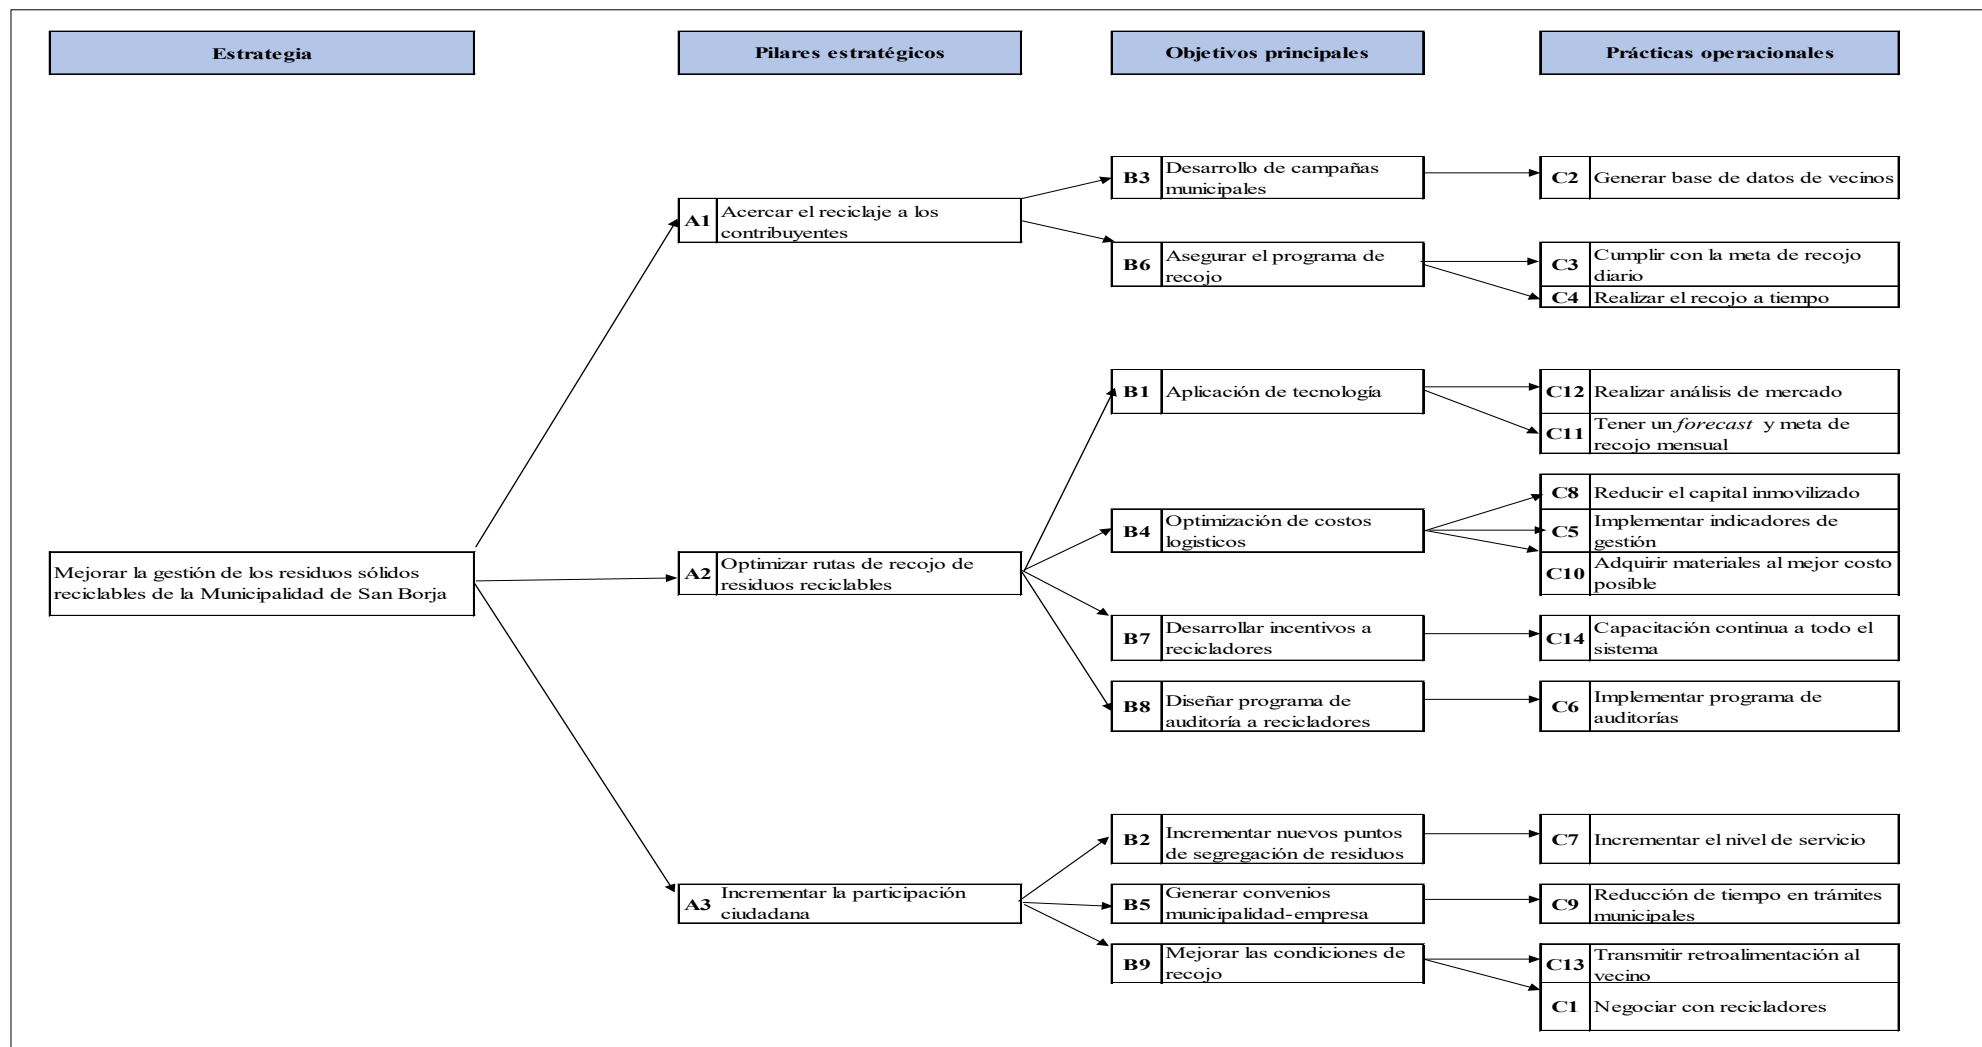 Estrategia
Pilares estratégicos
Objetivos principales
Prácticas operacionales
Mejorar la gestión de los residuos sólidos
reciclables de la Municipalidad de San Borja
A1
Acercar el reciclaje a los
contribuyentes
A2
Optimizar rutas de recojo de
residuos reciclables
A3
Incrementar la participación
ciudadana
B3
Desarrollo de campañas
municipales
B6
Asegurar el programa de
recojo
B1
Aplicación de tecnología
B4
Optimización de costos
logisticos
B7
Desarrollar incentivos a
recicladores
B8
Diseñar programa de
auditoría a recicladores
B2
Incrementar nuevos puntos
de segregación de residuos
B5
Generar convenios
municipalidad-empresa
B9
Mejorar las condiciones de
recojo
C2
Generar base de datos de vecinos
C3
Cumplir con la meta de recojo
diario
C4
Realizar el recojo a tiempo
C12
Realizar análisis de mercado
C11
Tener un forecast y meta de
recojo mensual
C8
Reducir el capital inmovilizado
C5
Implementar indicadores de
gestión
C10
Adquirir materiales al mejor costo
posible
C14
Capacitación continua a todo el
sistema
C6
Implementar programa de
auditorías
C7
Incrementar el nivel de servicio
C9
Reducción de tiempo en trámites
municipales
C13
Transmitir retroalimentación al
vecino
C1
Negociar con recicladores